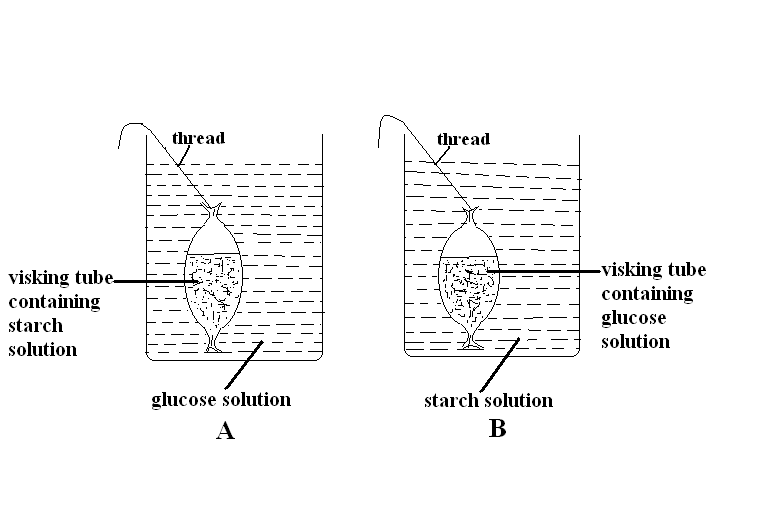 thread
thread
visking tube
containing
starch
solution
visking tube
containing
glucose
solution
glucose solution
starch solution
A
B